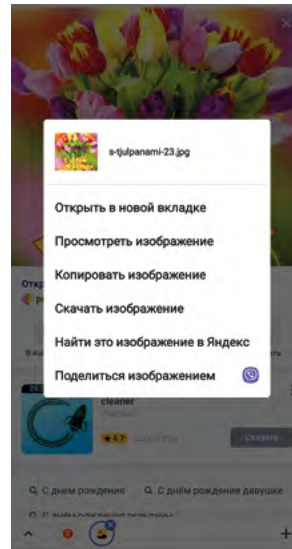 s-tjulpanami-23.jpg
Открыть в новой вкладке
Просмотреть изображение
Копировать изображение
Скачать изображение
Найти это изображение в Яндекс
Поделиться изображением
cleaner
4.7
Скачать
С днем рождения
С днём рождения девушке